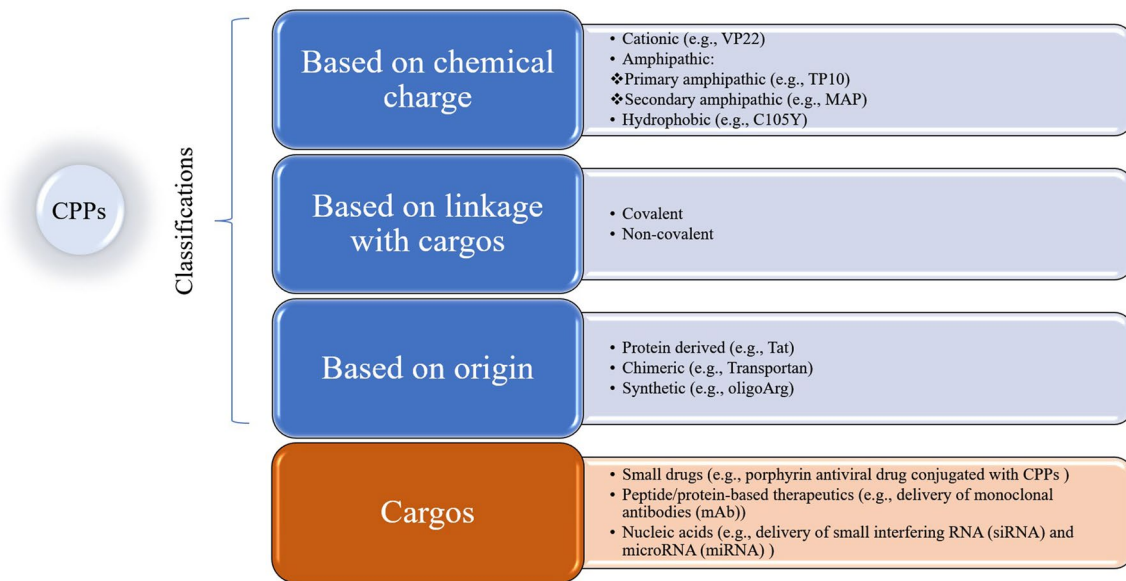 CPPs
Classifications
Based on chemical
charge
• Cationic (e.g., VP22)
• Amphipathic:
❖Primary amphipathic (e.g., TP10)
❖Secondary amphipathic (e.g., MAP)
• Hydrophobic (e.g., C105Y)
Based on linkage
with cargos
• Covalent
• Non-covalent
Based on origin
• Protein derived (e.g., Tat)
• Chimeric (e.g., Transportan)
• Synthetic (e.g., oligoArg)
Cargos
• Small drugs (e.g., porphyrin antiviral drug conjugated with CPPs )
• Peptide/protein-based therapeutics (e.g., delivery of monoclonal
antibodies (mAb))
• Nucleic acids (e.g., delivery of small interfering RNA (siRNA) and
microRNA (miRNA) )